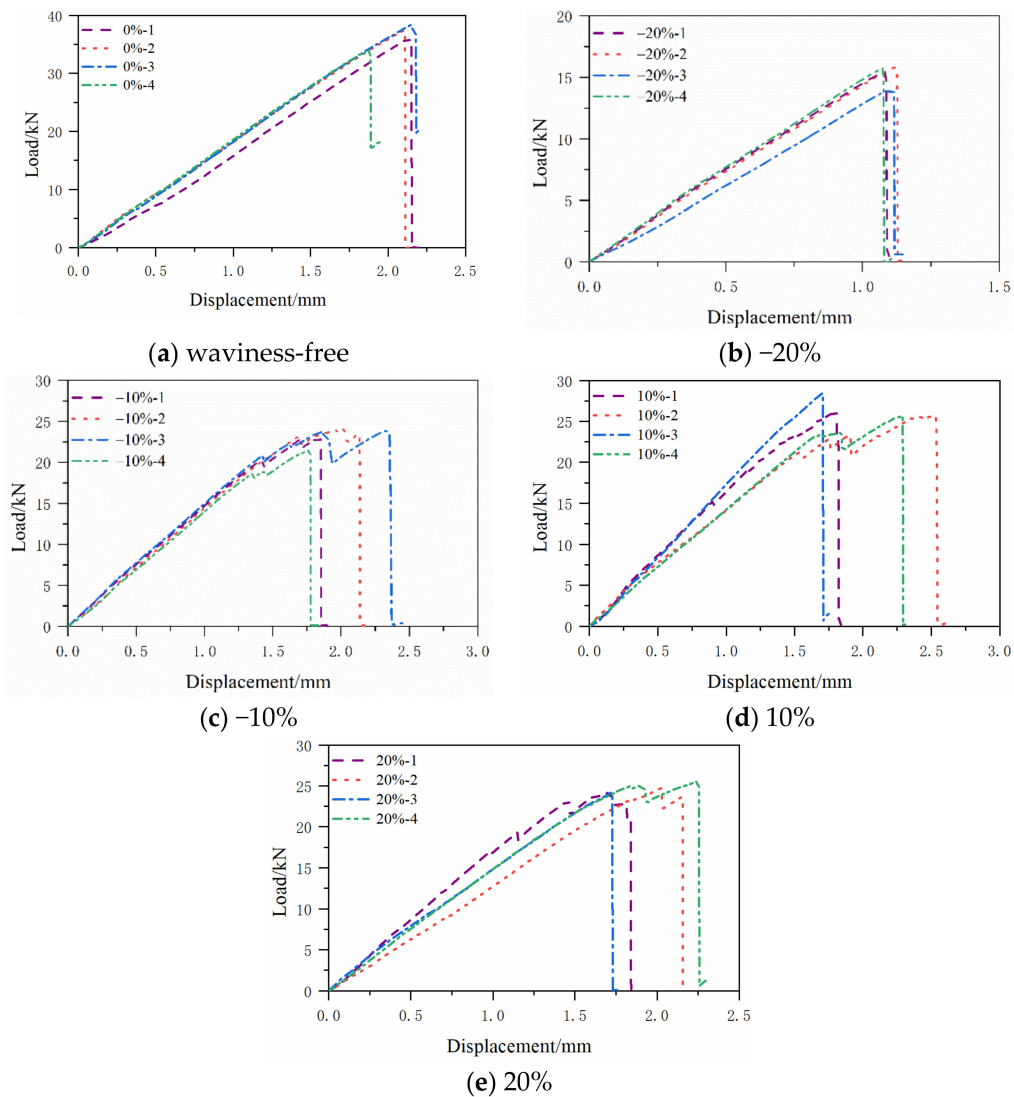 40
35
30
25
20
15
10
5
0
Load/kN
0%-1
0%-2
0%-3
0%-4
0.0 0.5 1.0 1.5 2.0 2.5
Displacement/mm
(a) waviness-free
20
15
10
5
0
Load/kN
−20%-1
−20%-2
−20%-3
−20%-4
0.0 0.5 1.0 1.5
Displacement/mm
(b) −20%
30
25
20
15
10
5
0
Load/kN
−10%-1
−10%-2
−10%-3
−10%-4
0.0 0.5 1.0 1.5 2.0 2.5 3.0
Displacement/mm
(c) −10%
30
25
20
15
10
5
0
Load/kN
10%-1
10%-2
10%-3
10%-4
0.0 0.5 1.0 1.5 2.0 2.5 3.0
Displacement/mm
(d) 10%
30
25
20
15
10
5
0
Load/kN
20%-1
20%-2
20%-3
20%-4
0.0 0.5 1.0 1.5 2.0 2.5
Displacement/mm
(e) 20%